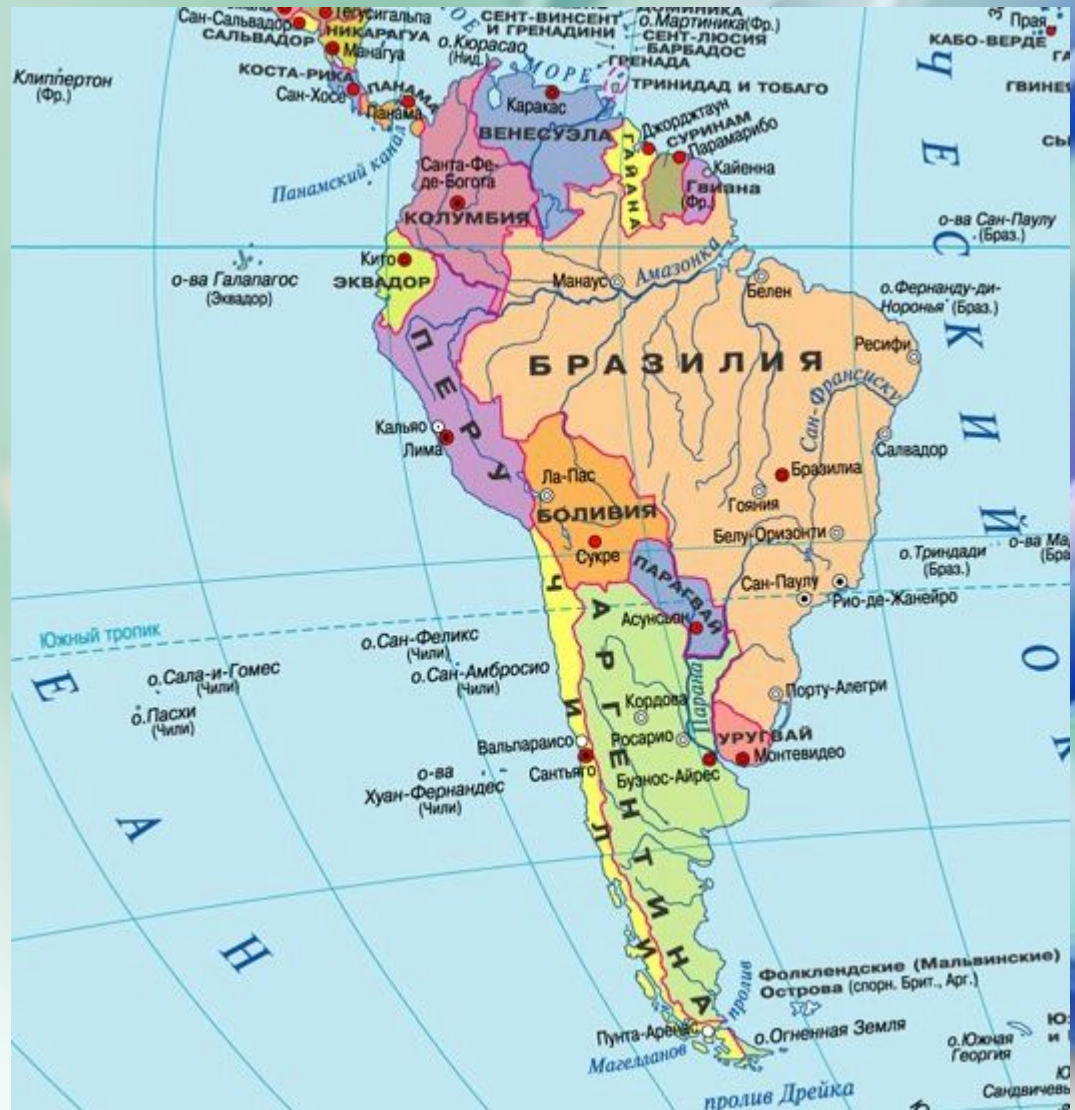 Тегусигальпа
Сан-Сальвадор
САЛЬВАДОР
НИКАРАГУА
Манагуа
КОСТА-РИКА
Сан-Хосе
ПАНАМА
Панама
Панамский канал
Клиппертон
(Фр.)
о.Кюрасао
(Нид.)
МОРЕ
СЕНТ-ВИНСЕНТ
И ГРЕНАДИНЫ
ДОМИНИКА
о.Мартиника(Фр.)
СЕНТ-ЛЮСИЯ
БАРБАДОС
ГРЕНАДА
ТРИНИДАД И ТОБАГО
Прая
КАБО-ВЕРДЕ
Каракас
ВЕНЕСУЭЛА
Джорджтаун
ГАЙАНА
СУРИНАМ
Парамарибо
Кайенна
Гвиана
(Фр.)
Санта-Фе-
де-Богота
КОЛУМБИЯ
о-ва Сан-Паулу
(Браз.)
о-ва Галапагос
(Эквадор)
Кито
ЭКВАДОР
Манаус
Амазонка
Белен
о.Фернанду-ди-
Норонья (Браз.)
БРАЗИЛИЯ
Ресифи
ПЕРУ
Сан-Франсиску
Кальяо
Лима
Салвадор
Ла-Пас
Бразилиа
Гояния
БОЛИВИЯ
Белу-Оризонти
Сукре
о.Триндади
(Браз.)
ПАРАГВАЙ
Сан-Паулу
Рио-де-Жанейро
Асунсьон
Южный тропик
о.Сан-Феликс
(Чили)
о.Сан-Амбросио
(Чили)
о.Сала-и-Гомес
(Чили)
о.Пасхи
(Чили)
ЧИЛИ
АРГЕНТИНА
Парана
Кордова
Росарио
Порту-Алегри
УРУГВАЙ
Монтевидео
Буэнос-Айрес
Вальпараисо
Сантьяго
о-ва
Хуан-Фернандес
(Чили)
ЕАН
ЧЕСКИЙ
ОК
Фолклендские (Мальвинские)
Острова (спорн. Брит., Арг.)
пролив
Магелланов
Пунта-Аренас
о.Огненная Земля
о.Южная
Георгия
пролив Дрейка